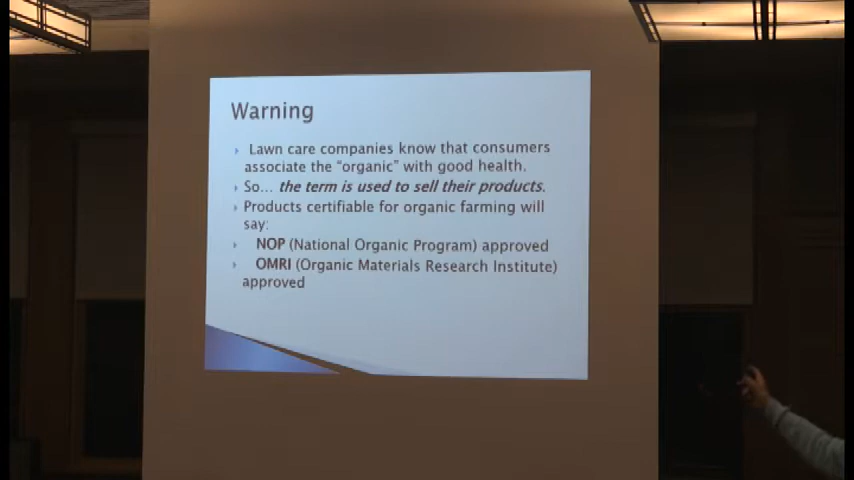 Warning
Lawn care companies know that consumers
associate the "organic" with good health.
So... the term is used to sell their products.
Products certifiable for organic farming will
say:
NOP (National Organic Program) approved
OMRI (Organic Materials Research Institute)
approved